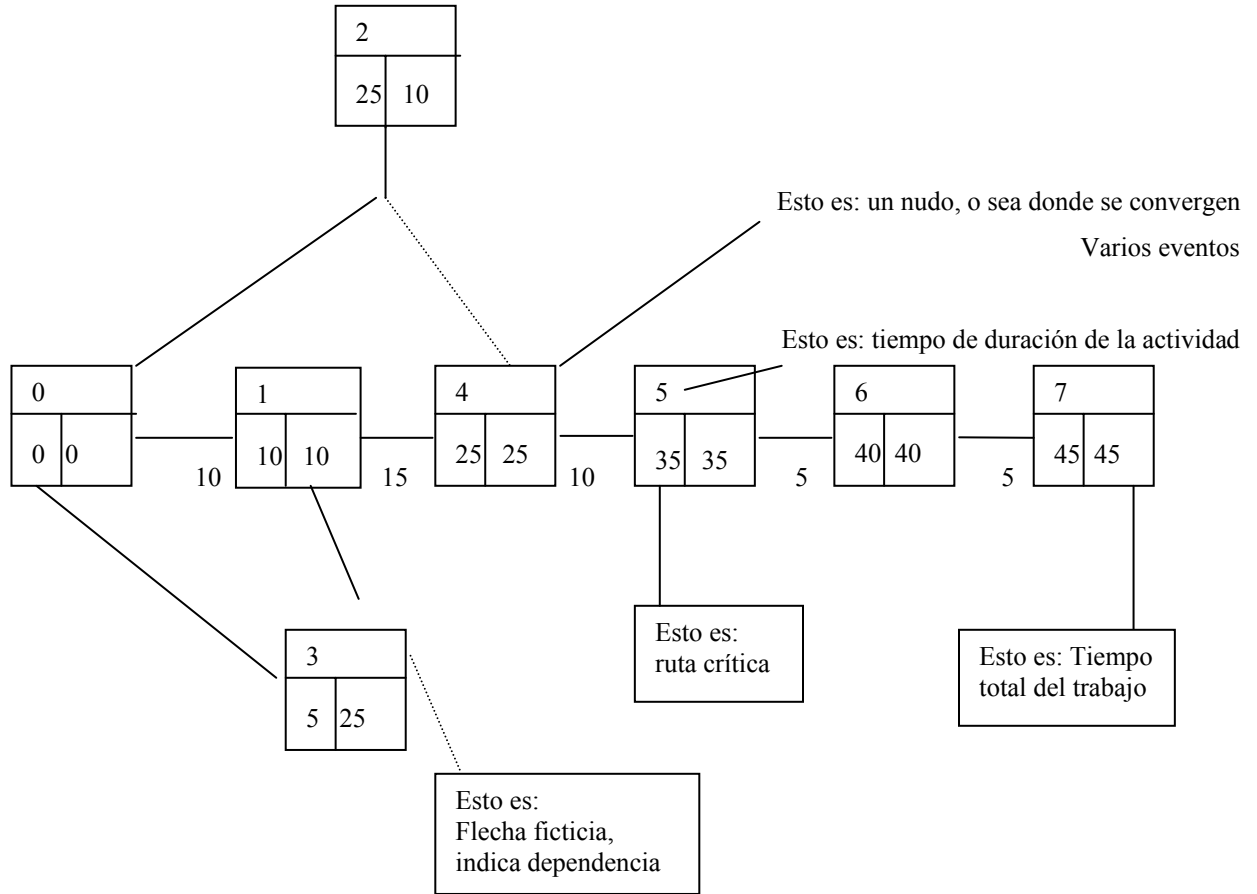 2
25 10
Esto es: un nudo, o sea donde se convergen
Varios eventos
Esto es: tiempo de duración de la actividad
0
1
4
5
6
7
0 0
10 10
25 25
35 35
40 40
45 45
10
15
10
5
5
3
5 25
Esto es:
ruta crítica
Esto es: Tiempo
total del trabajo
Esto es:
Flecha ficticia,
indica dependencia